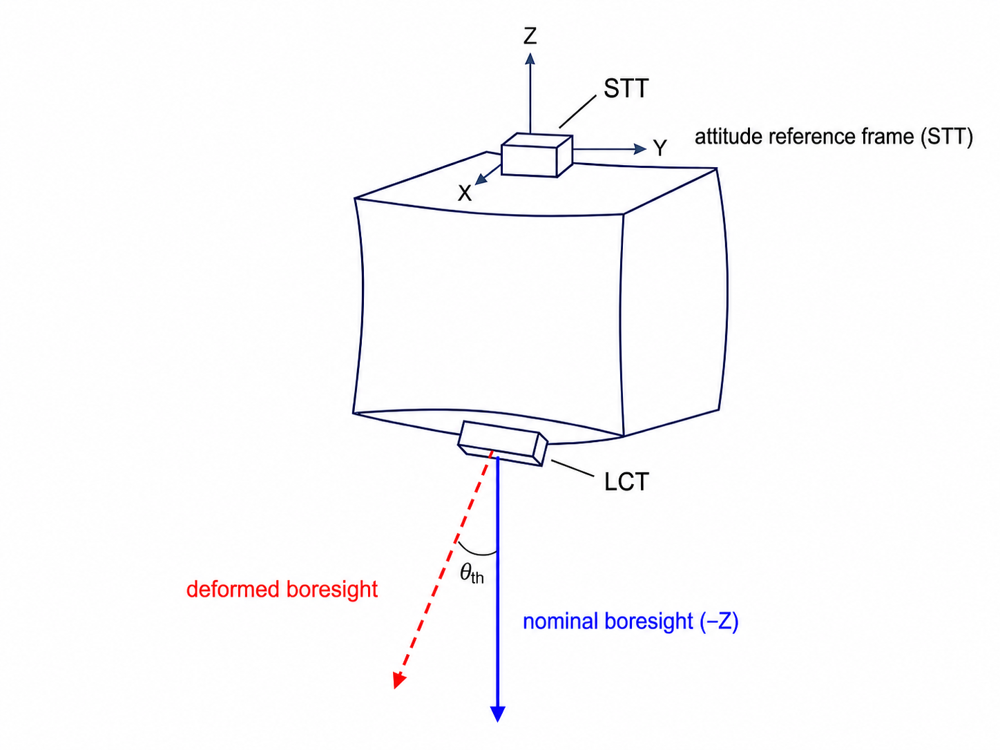 Z
STT
attitude reference frame (STT)
Y
X
LCT
θth
deformed boresight
nominal boresight (−Z)